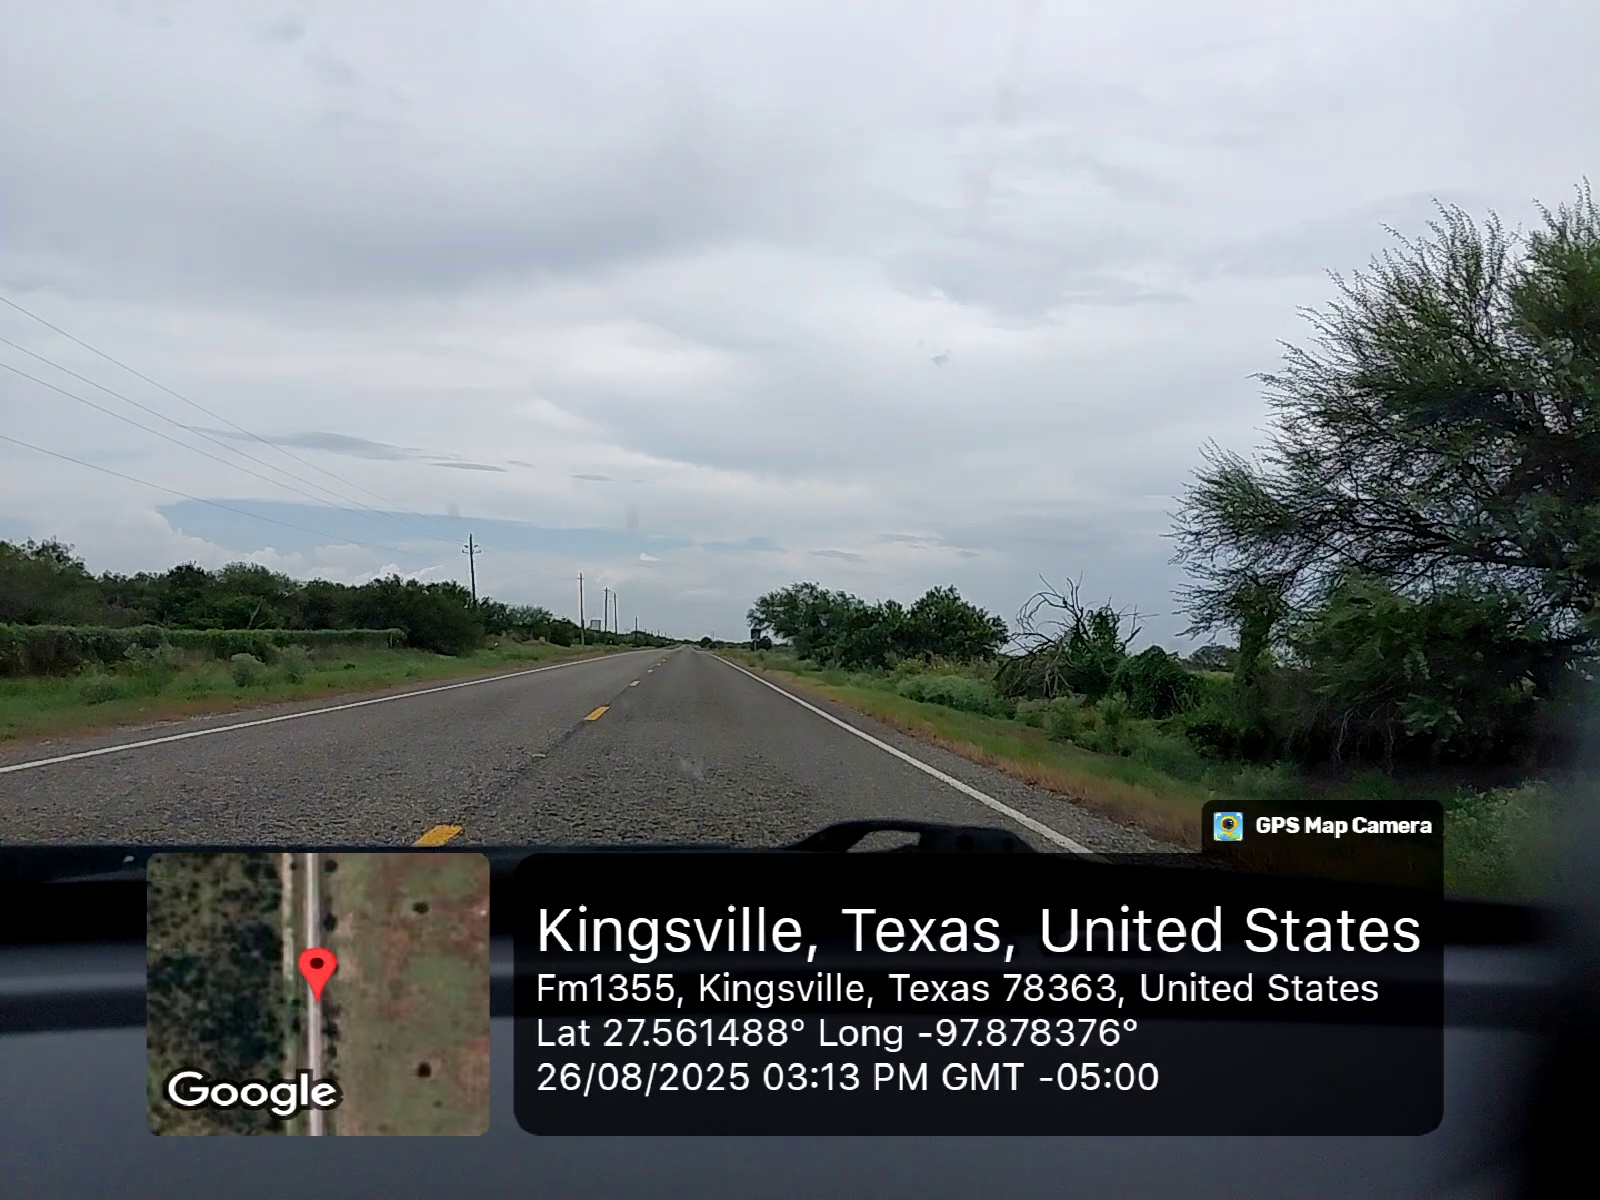 GPS Map Camera
Kingsville, Texas, United States
Fm1355, Kingsville, Texas 78363, United States
Lat 27.561488° Long -97.878376°
26/08/2025 03:13 PM GMT -05:00
Google